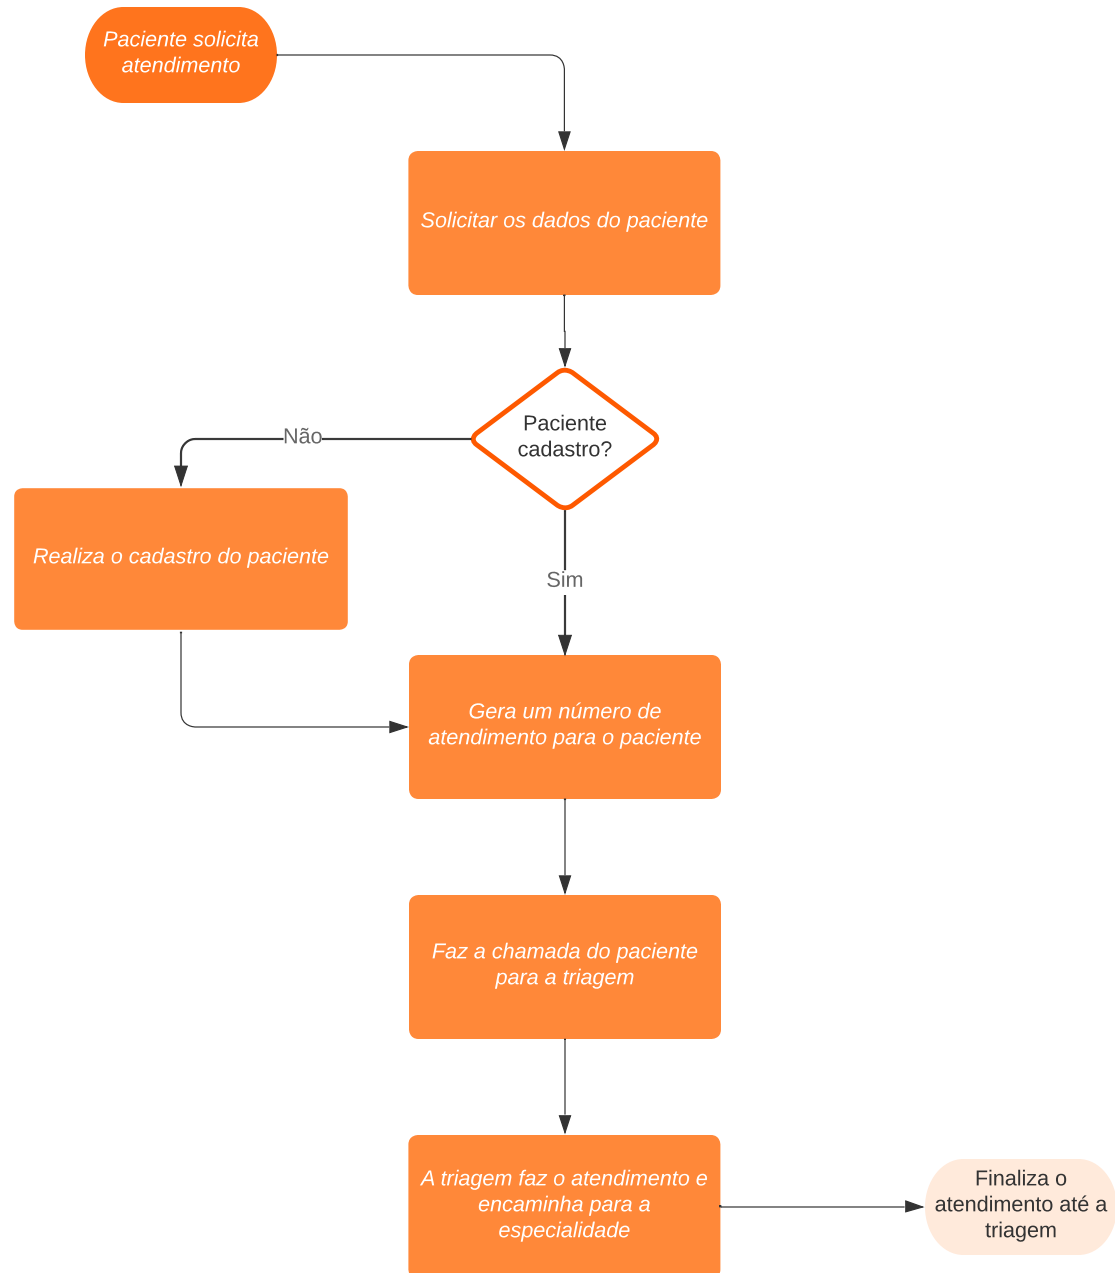 Paciente solicita
atendimento
Solicitar os dados do paciente
Paciente
cadastro?
Não
Realiza o cadastro do paciente
Sim
Gera um número de
atendimento para o paciente
Faz a chamada do paciente
para a triagem
A triagem faz o atendimento e
encaminha para a
especialidade
Finaliza o
atendimento até a
triagem